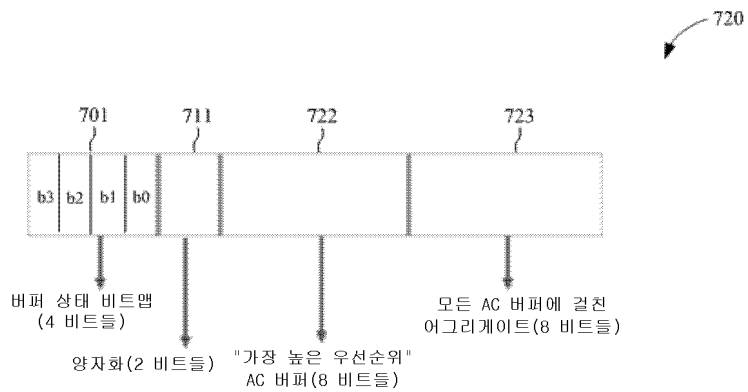 720
701
711
722
723
b3
b2
b1
b0
버퍼 상태 비트맵
(4 비트들)
양자화(2 비트들)
"가장 높은 우선순위"
AC 버퍼(8 비트들)
모든 AC 버퍼에 걸친
어그리게이트(8 비트들)